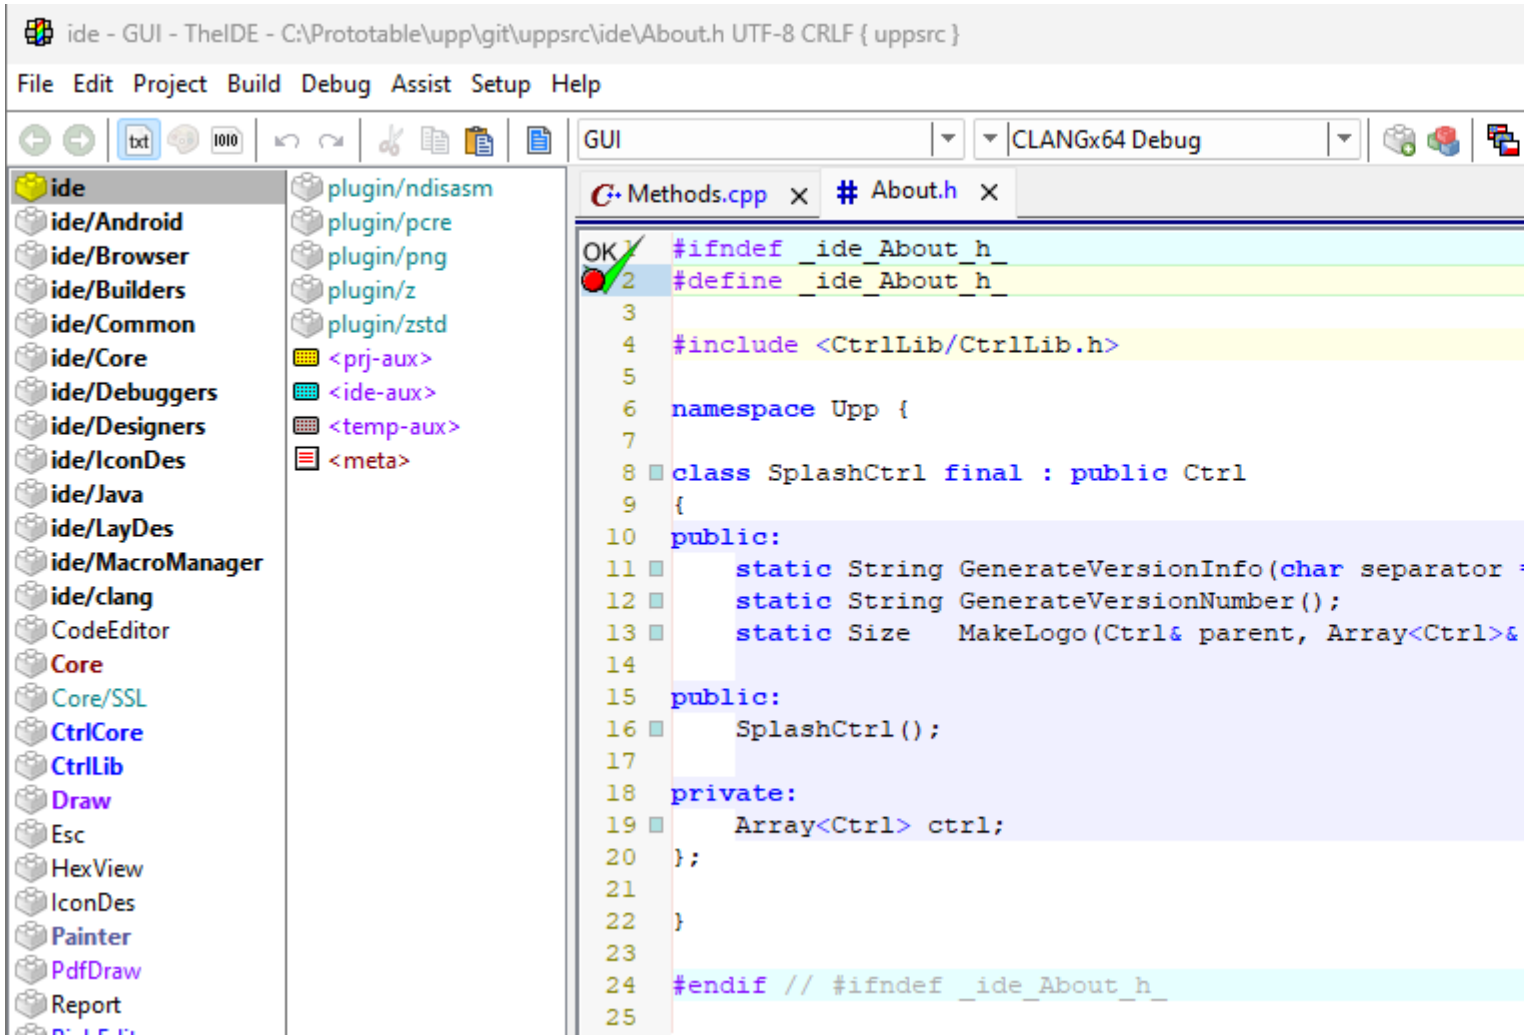 ide - GUI - TheIDE - C:\Prototable\upp\git\uppsrc\ide\About.h UTF-8 CRLF { uppsrc }
File Edit Project Build Debug Assist Setup Help
txt 1010 GUI CLANGx64 Debug
ide
ide/Android
ide/Browser
ide/Builders
ide/Common
ide/Core
ide/Debuggers
ide/Designers
ide/IconDes
ide/Java
ide/LayDes
ide/MacroManager
ide/clang
CodeEditor
Core
Core/SSL
CtrlCore
CtrlLib
Draw
Esc
HexView
IconDes
Painter
PdfDraw
Report
plugin/ndisasm
plugin/pcre
plugin/png
plugin/z
plugin/zstd
<prj-aux>
<ide-aux>
<temp-aux>
<meta>
C++ Methods.cpp # About.h
OK
#ifndef _ide_About_h_
2 #define _ide_About_h_
3
4 #include <CtrlLib/CtrlLib.h>
5
6 namespace Upp {
7
8 class SplashCtrl final : public Ctrl
9 {
10 public:
11 static String GenerateVersionInfo(char separator
12 static String GenerateVersionNumber();
13 static Size MakeLogo(Ctrl& parent, Array<Ctrl>&
14
15 public:
16 SplashCtrl();
17
18 private:
19 Array<Ctrl> ctrl;
20 };
21
22 }
23
24 #endif // #ifndef _ide_About_h_
25